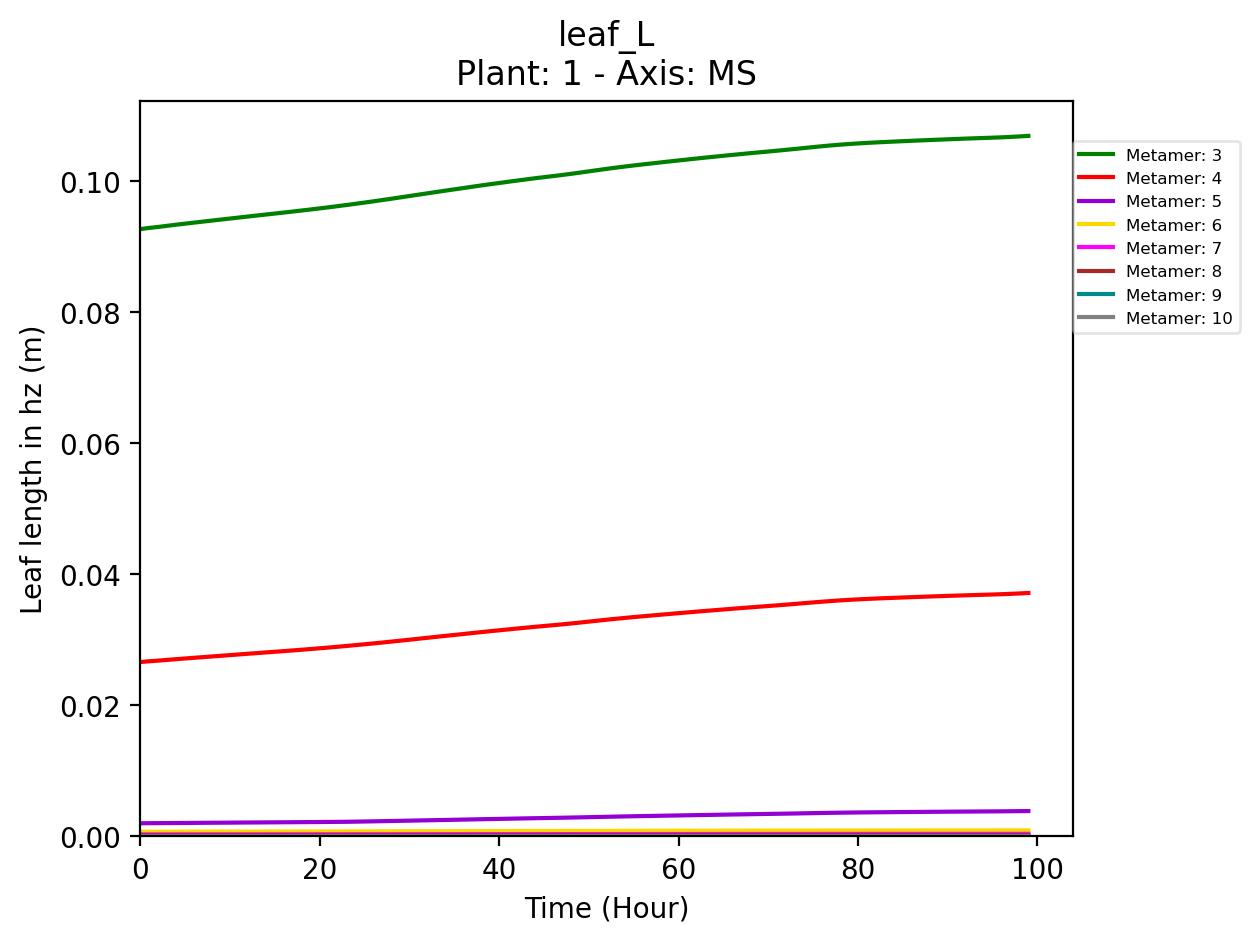 leaf_L
Plant: 1 - Axis: MS
Leaf length in hz (m)
0.10
0.08
0.06
0.04
0.02
0.00
0 20 40 60 80 100
Time (Hour)
Metamer: 3
Metamer: 4
Metamer: 5
Metamer: 6
Metamer: 7
Metamer: 8
Metamer: 9
Metamer: 10